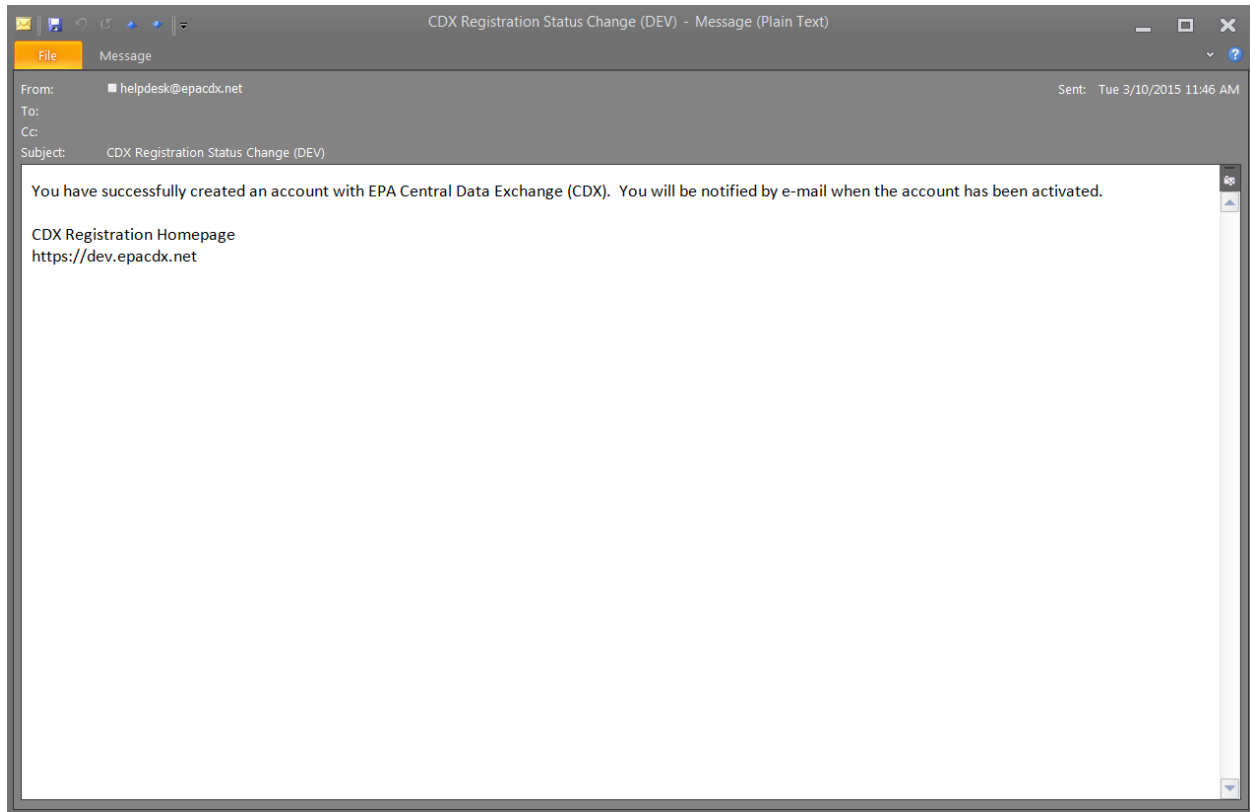 CDX Registration Status Change (DEV) - Message (Plain Text)
File Message
From: helpdesk@epacdx.net Sent: Tue 3/10/2015 11:46 AM
To:
Cc:
Subject: CDX Registration Status Change (DEV)
You have successfully created an account with EPA Central Data Exchange (CDX).  You will be notified by e-mail when the account has been activated.
CDX Registration Homepage
https://dev.epacdx.net